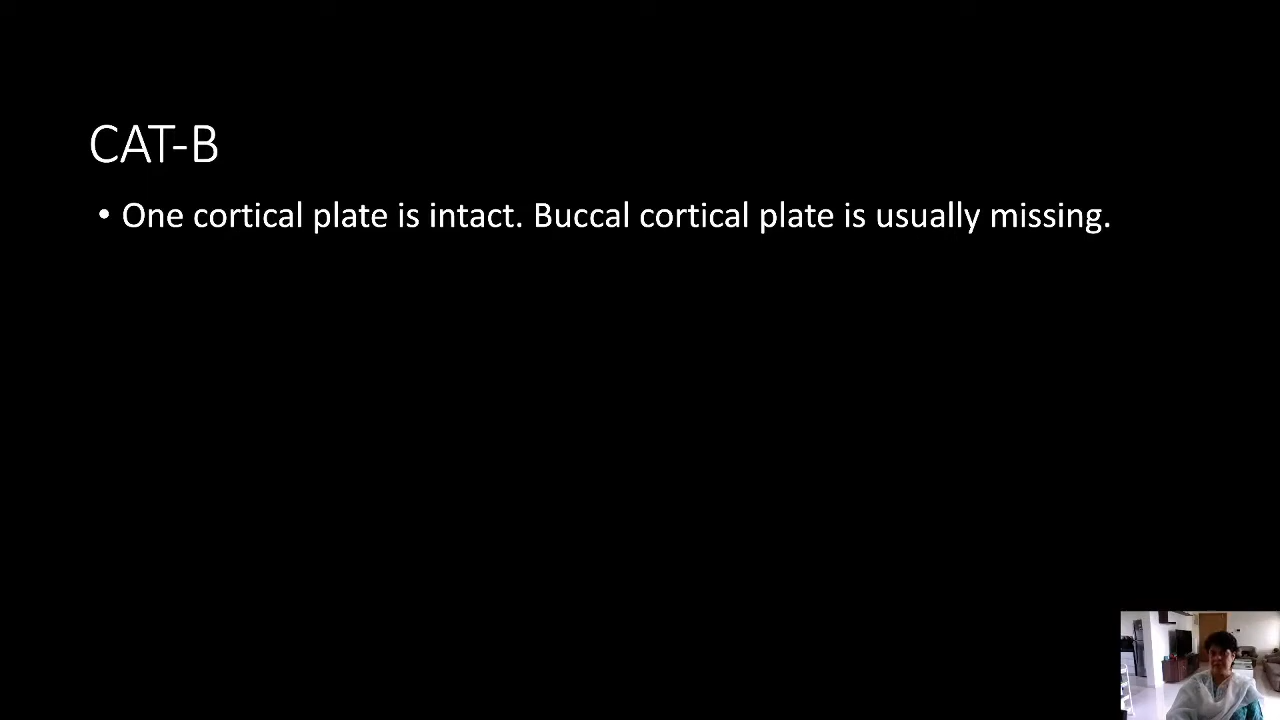 CAT-B
• One cortical plate is intact. Buccal cortical plate is usually missing.